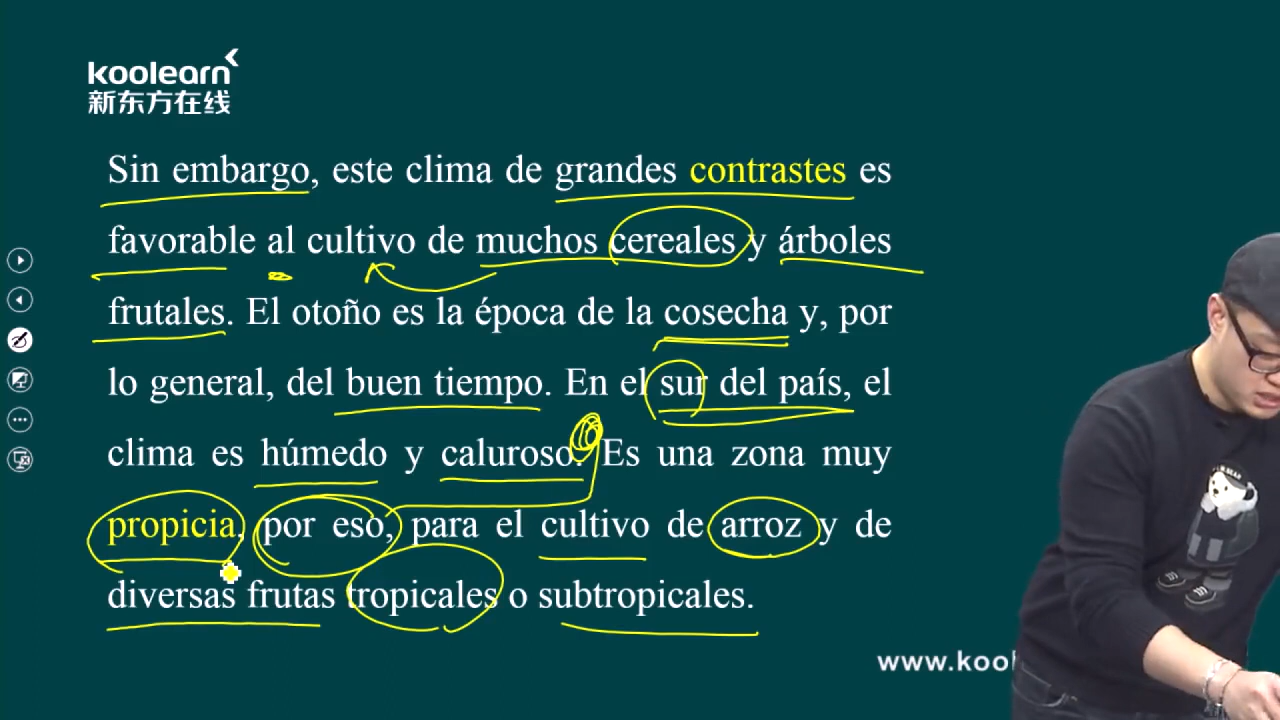 koolearn
新东方在线
Sin embargo, este clima de grandes contrastes es
favorable al cultivo de muchos cereales y árboles
frutales. El otoño es la época de la cosecha y, por
lo general, del buen tiempo. En el sur del país, el
clima es húmedo y caluroso. Es una zona muy
propicia, por eso, para el cultivo de arroz y de
diversas frutas tropicales o subtropicales.
www.kool